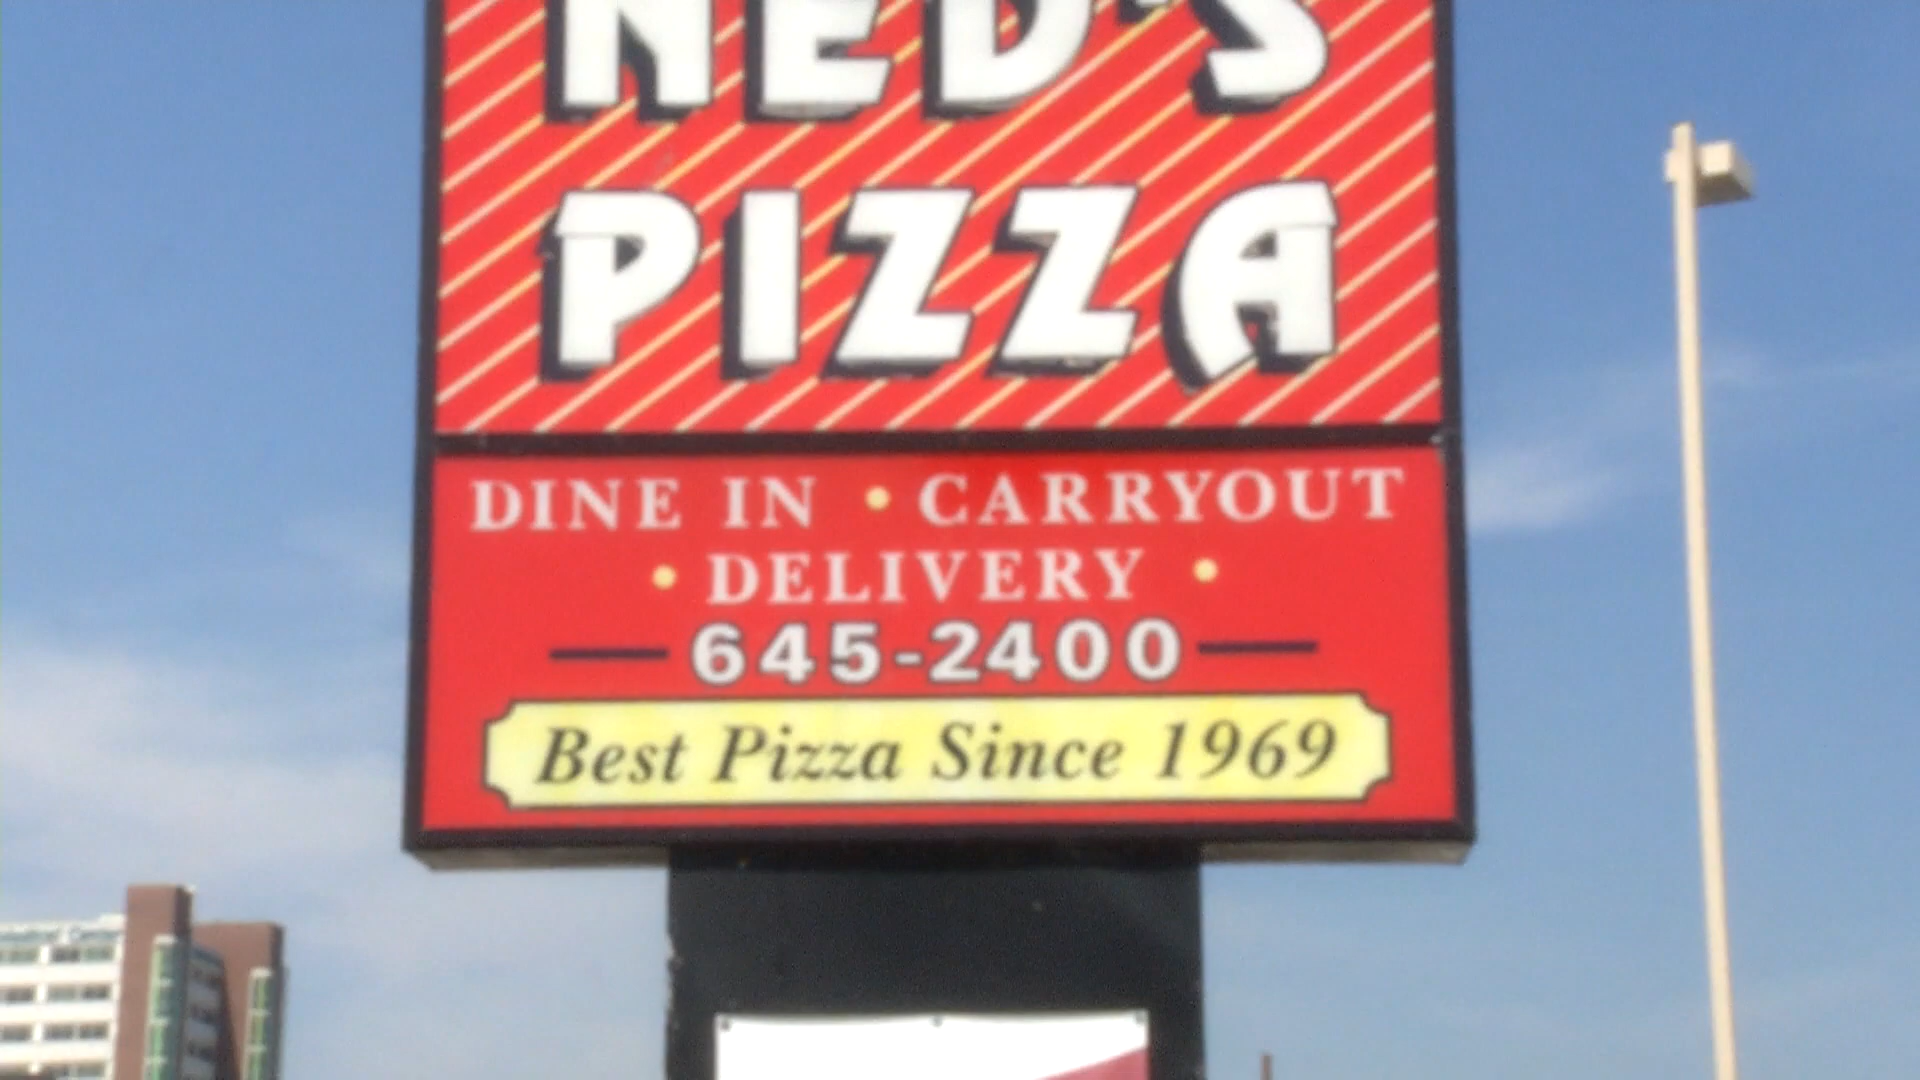 NED'S
PIZZA
DINE IN • CARRYOUT
• DELIVERY •
645-2400
Best Pizza Since 1969